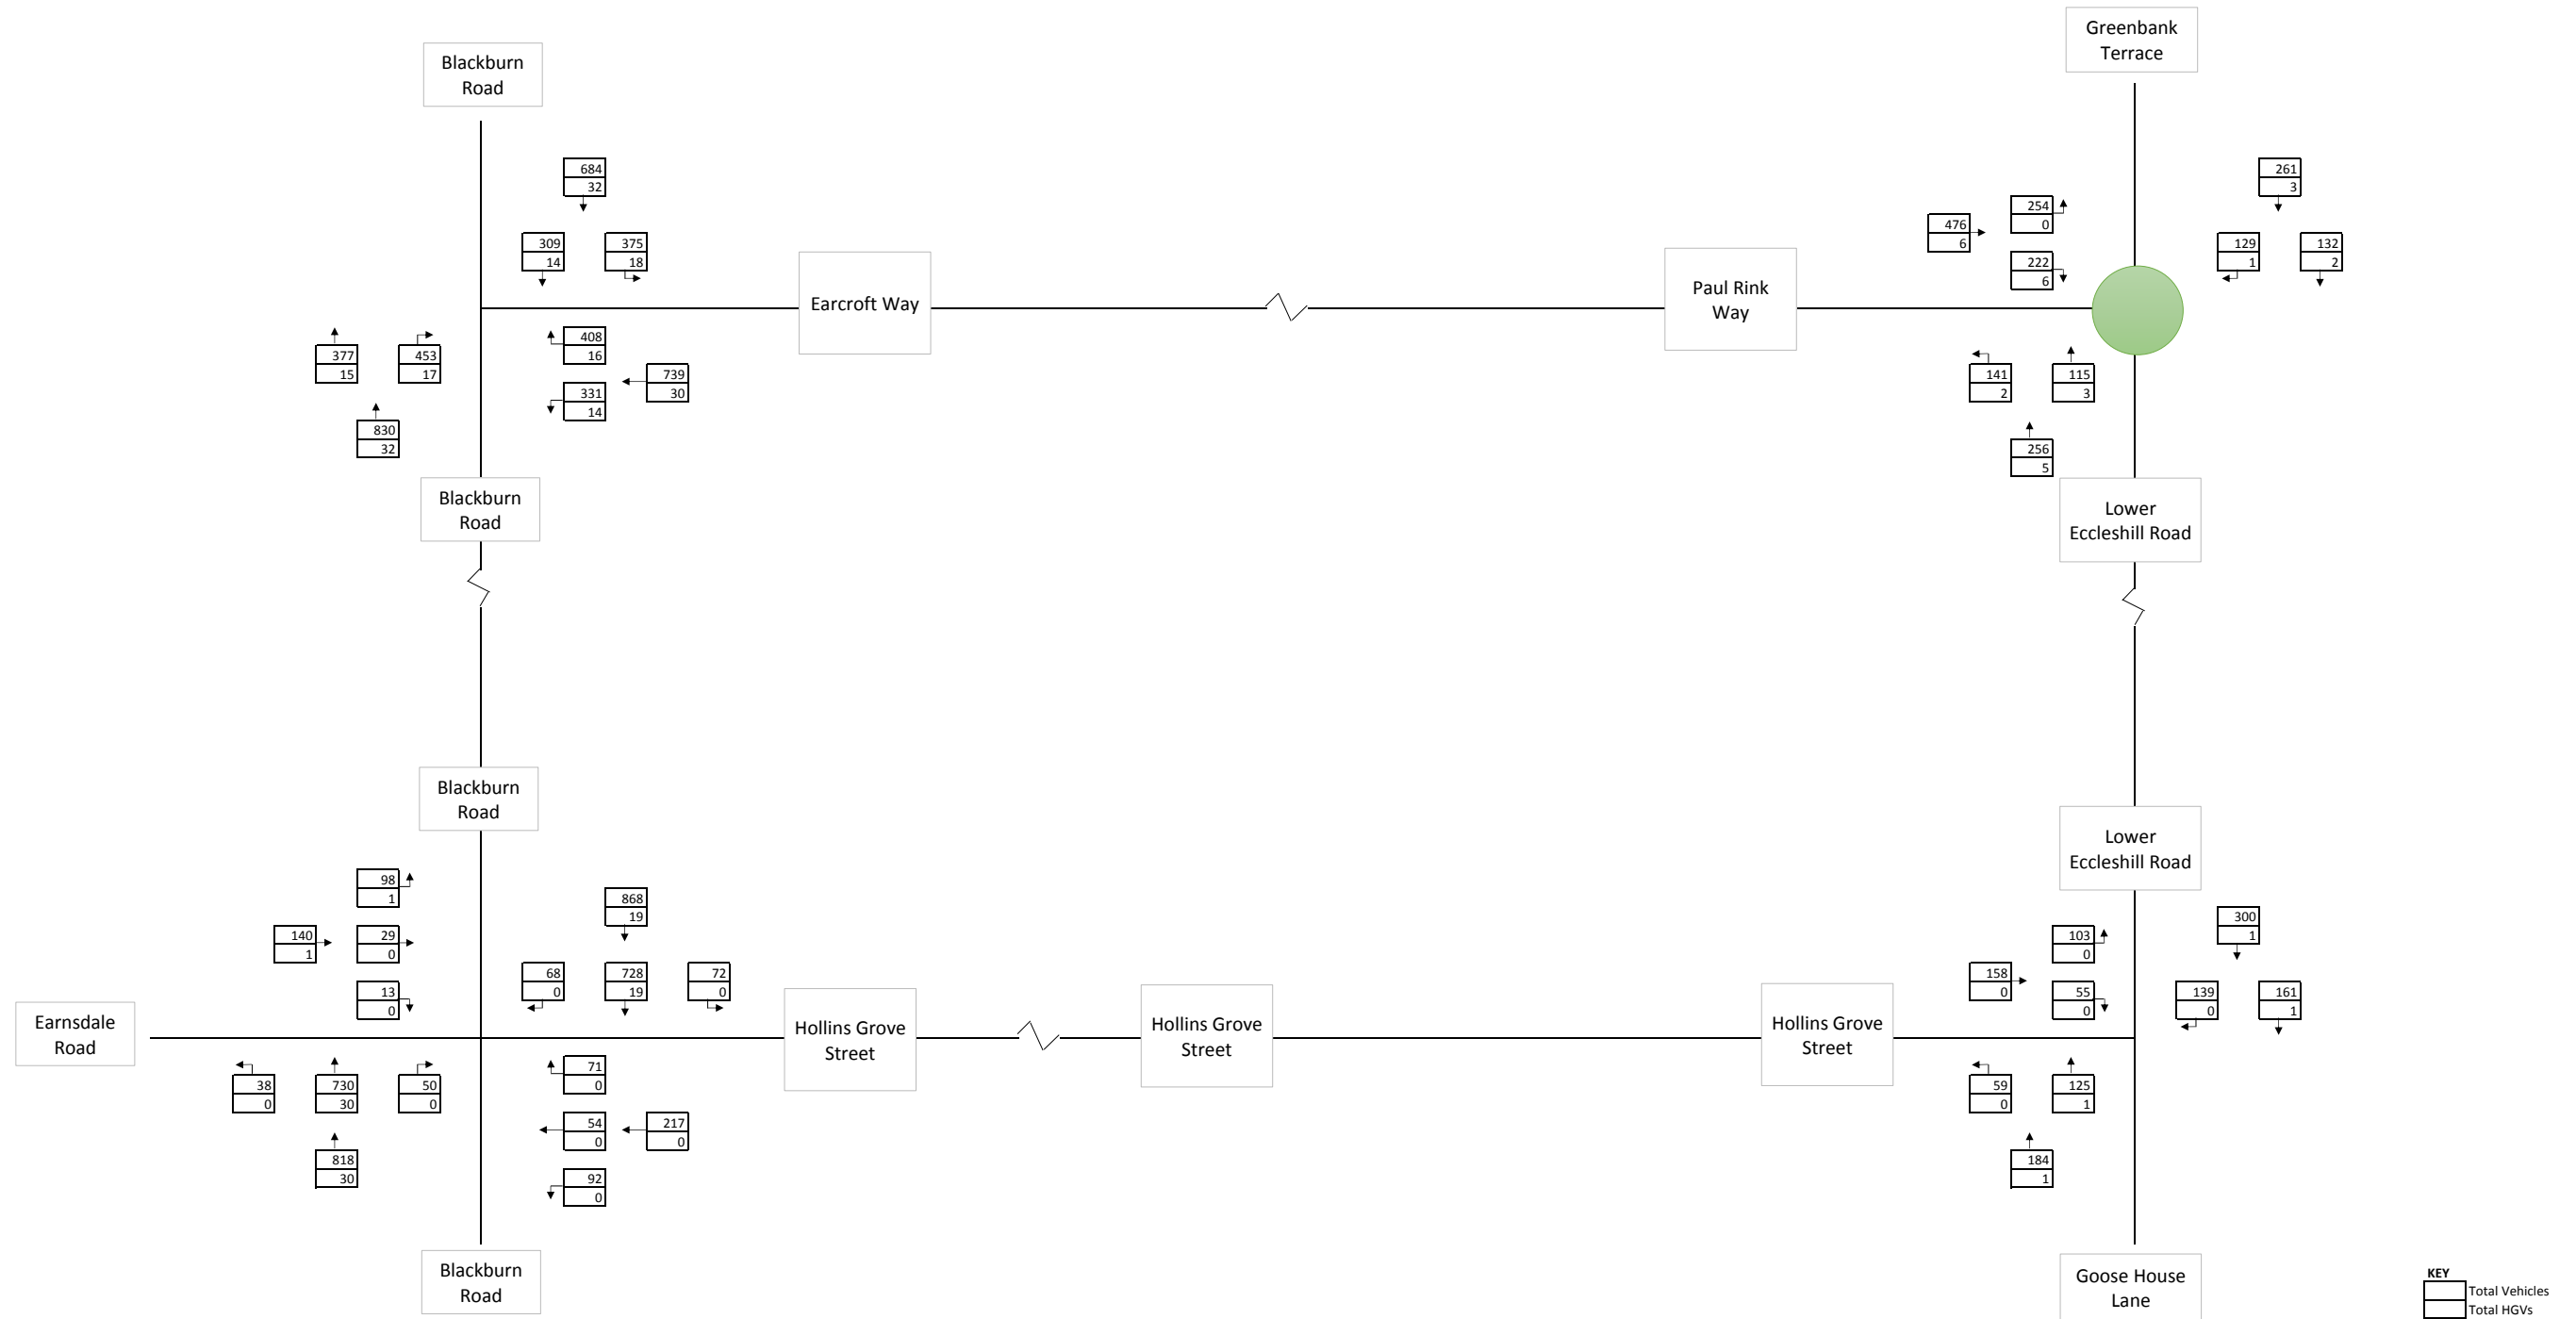 Greenbank
Terrace
Blackburn
Road
684
32
261
3
254
0
476
6
309
14
375
18
129
1
132
2
222
6
Earcroft Way
Paul Rink
Way
408
16
377
15
453
17
739
30
141
2
115
3
331
14
830
32
256
5
Blackburn
Road
Lower
Eccleshill Road
Blackburn
Road
Lower
Eccleshill Road
98
1
868
19
300
1
140
1
29
0
103
0
68
0
728
19
72
0
158
0
13
0
55
0
139
0
161
1
Earnsdale
Road
Hollins Grove
Street
Hollins Grove
Street
Hollins Grove
Street
71
0
38
0
730
30
50
0
59
0
125
1
54
0
217
0
818
30
184
1
92
0
Blackburn
Road
Goose House
Lane
KEY
Total Vehicles
Total HGVs